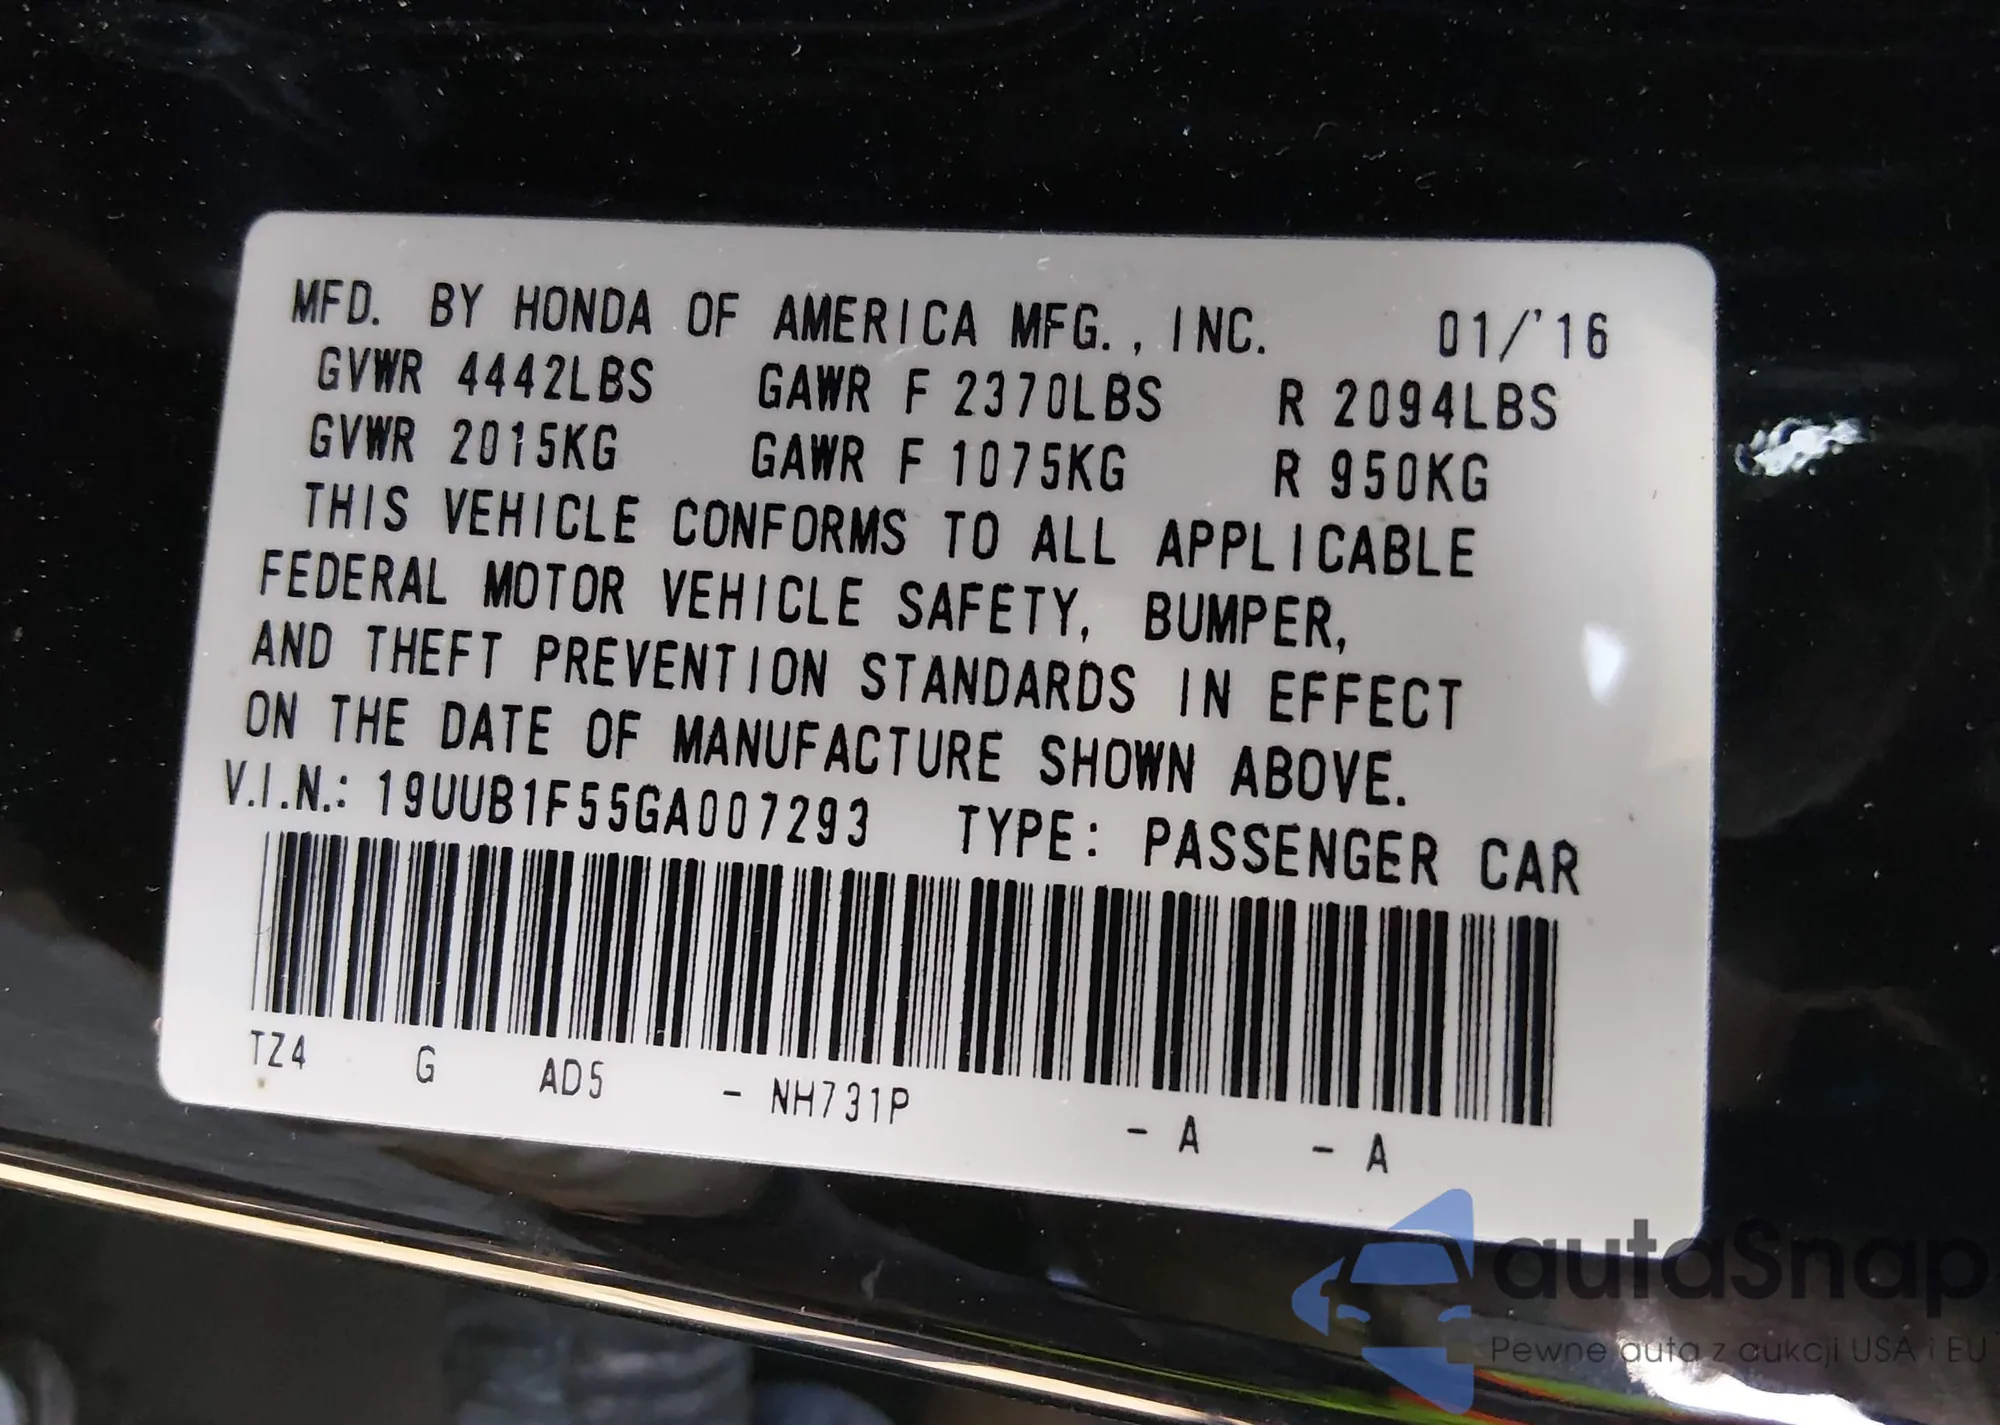 MFD. BY HONDA OF AMERICA MFG., INC. 01/'16
GVWR 4442LBS GAWR F 2370LBS R 2094LBS
GVWR 2015KG GAWR F 1075KG R 950KG
THIS VEHICLE CONFORMS TO ALL APPLICABLE
FEDERAL MOTOR VEHICLE SAFETY, BUMPER,
AND THEFT PREVENTION STANDARDS IN EFFECT
ON THE DATE OF MANUFACTURE SHOWN ABOVE.
V.I.N.: 19UUB1F55GA007293 TYPE: PASSENGER CAR
TZ4 G AD5 - NH731P - A - A
autaSnap
Pewne auta z aukcji USA i EU